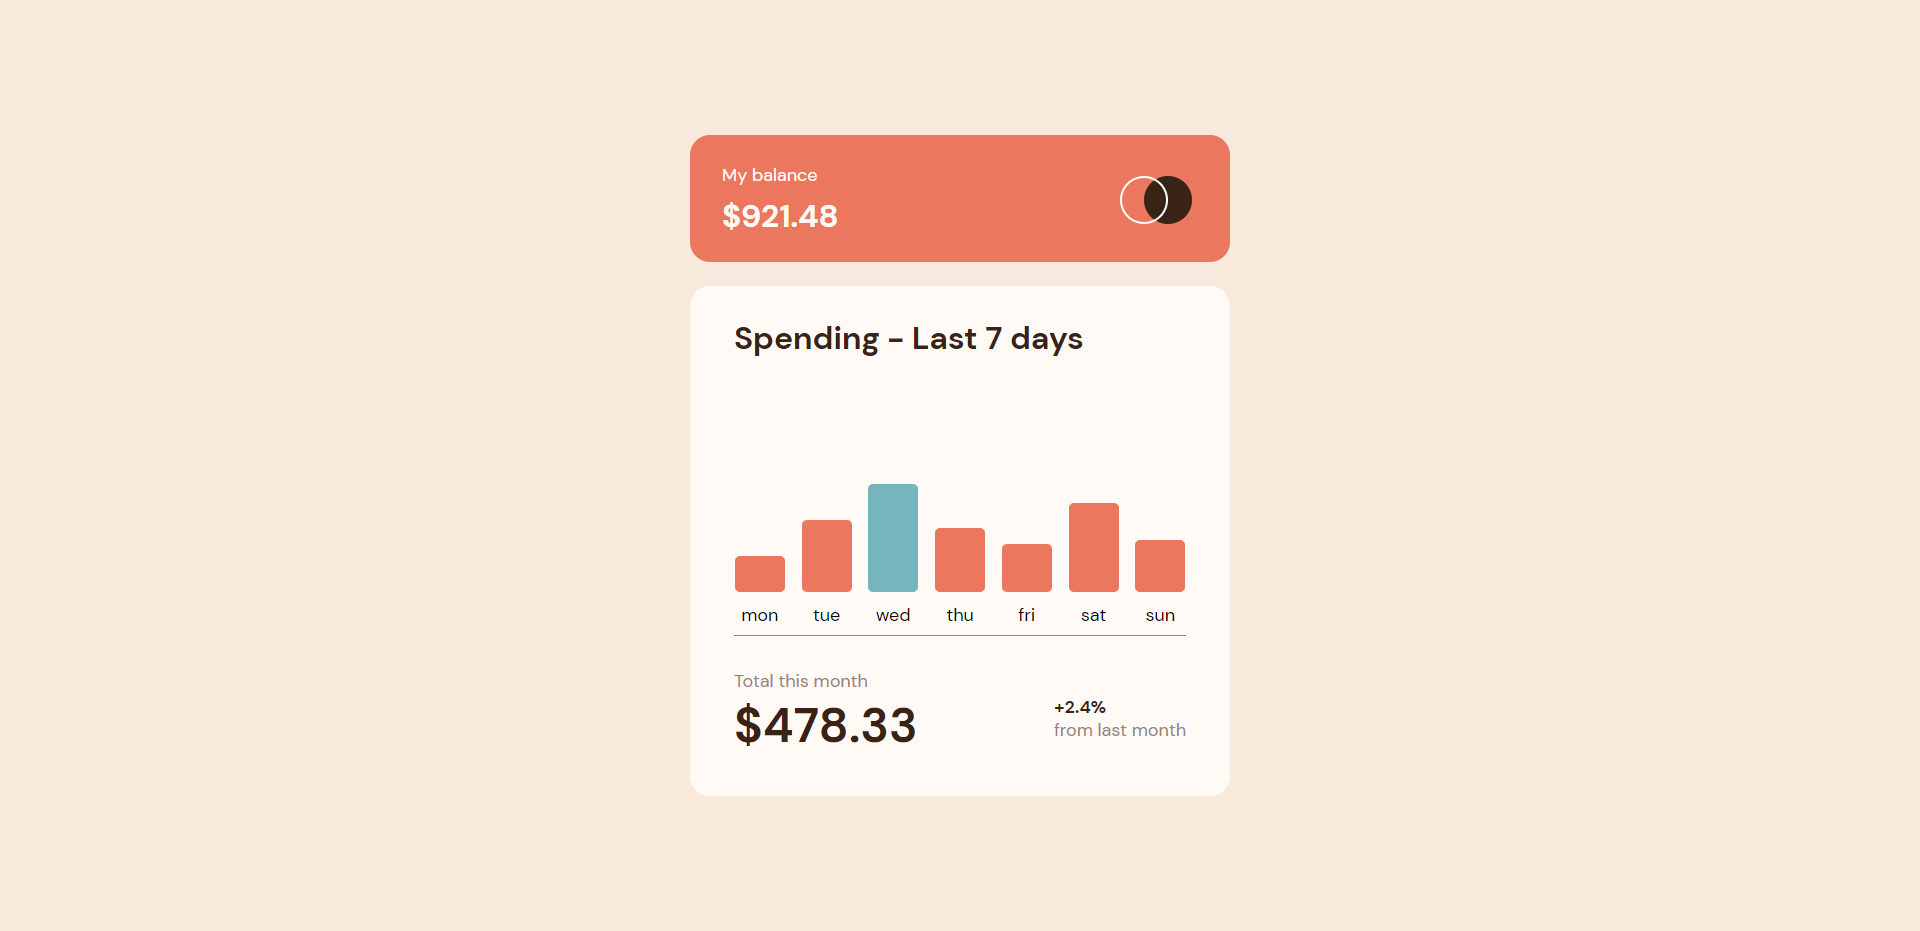 My balance
$921.48
Spending - Last 7 days
mon tue wed thu fri sat sun
Total this month
$478.33
+2.4%
from last month